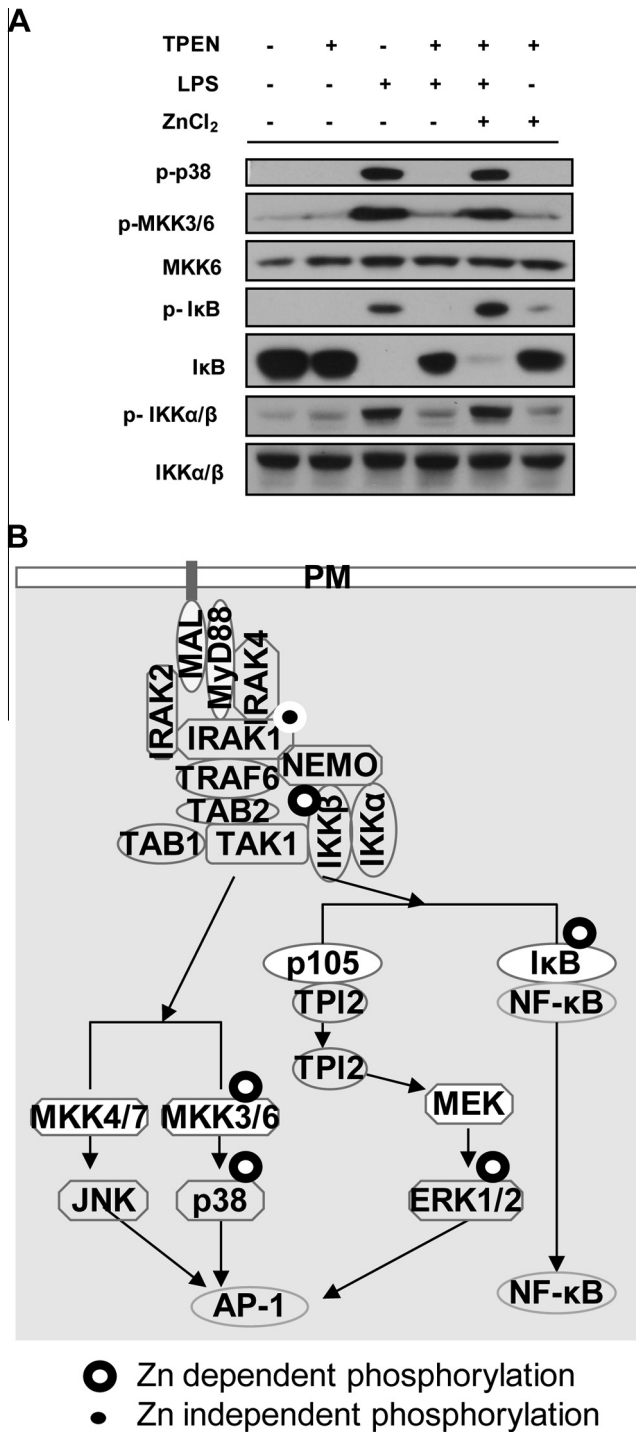 A
TPEN - + - + + +
LPS - - + + + -
ZnCl₂ - - - - + +
p-p38
p-MKK3/6
MKK6
p- IκB
IκB
p- IKKα/β
IKKα/β
B
PM
MAL
MyD88
IRAK4
IRAK2
IRAK1
NEMO
TRAF6
TAB2
TAB1
TAK1
IKKβ
IKKα
p105
IκB
TPI2
NF-κB
TPI2
MKK4/7
MKK3/6
MEK
JNK
p38
ERK1/2
AP-1
NF-κB
Zn dependent phosphorylation
Zn independent phosphorylation